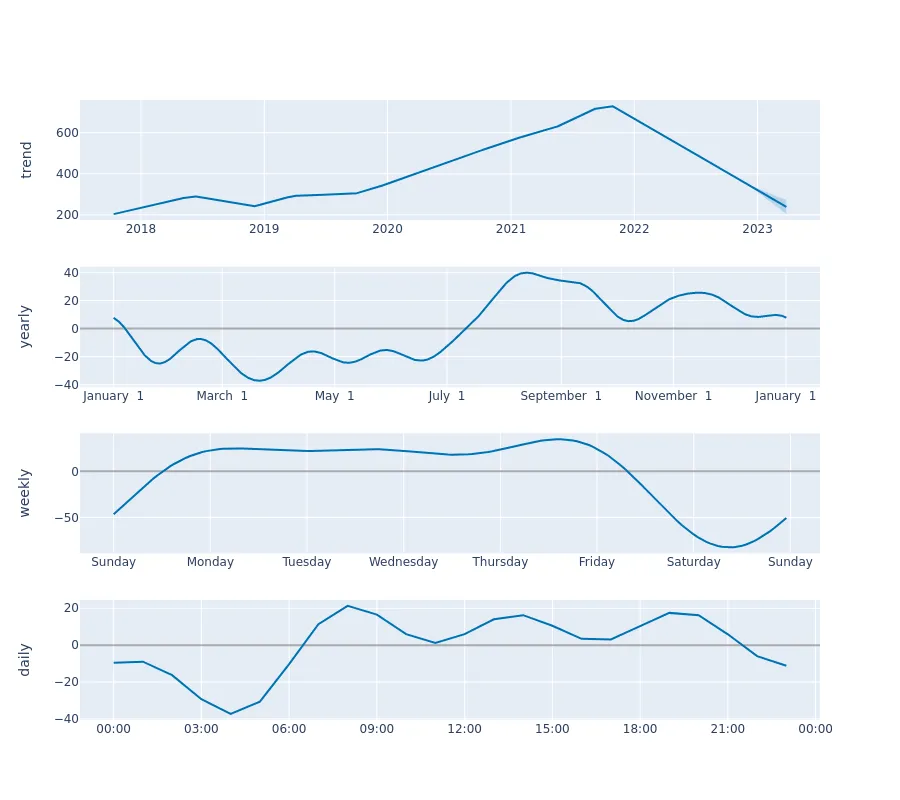 trend
600
400
200
2018 2019 2020 2021 2022 2023
yearly
40
20
0
−20
−40
January 1 March 1 May 1 July 1 September 1 November 1 January 1
weekly
0
−50
Sunday Monday Tuesday Wednesday Thursday Friday Saturday Sunday
daily
20
0
−20
−40
00:00 03:00 06:00 09:00 12:00 15:00 18:00 21:00 00:00